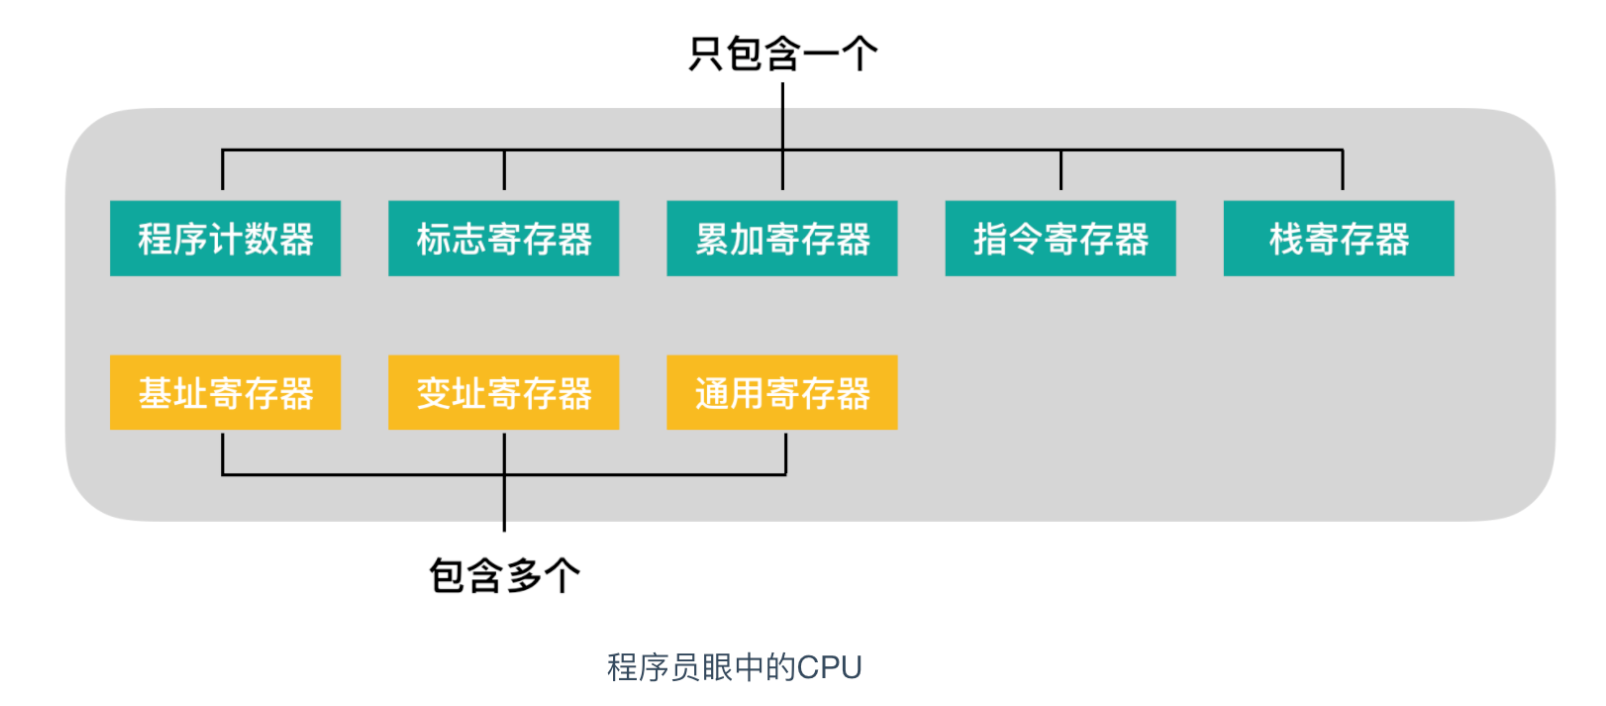 只包含一个
程序计数器 标志寄存器 累加寄存器 指令寄存器 栈寄存器
基址寄存器 变址寄存器 通用寄存器
包含多个
程序员眼中的CPU